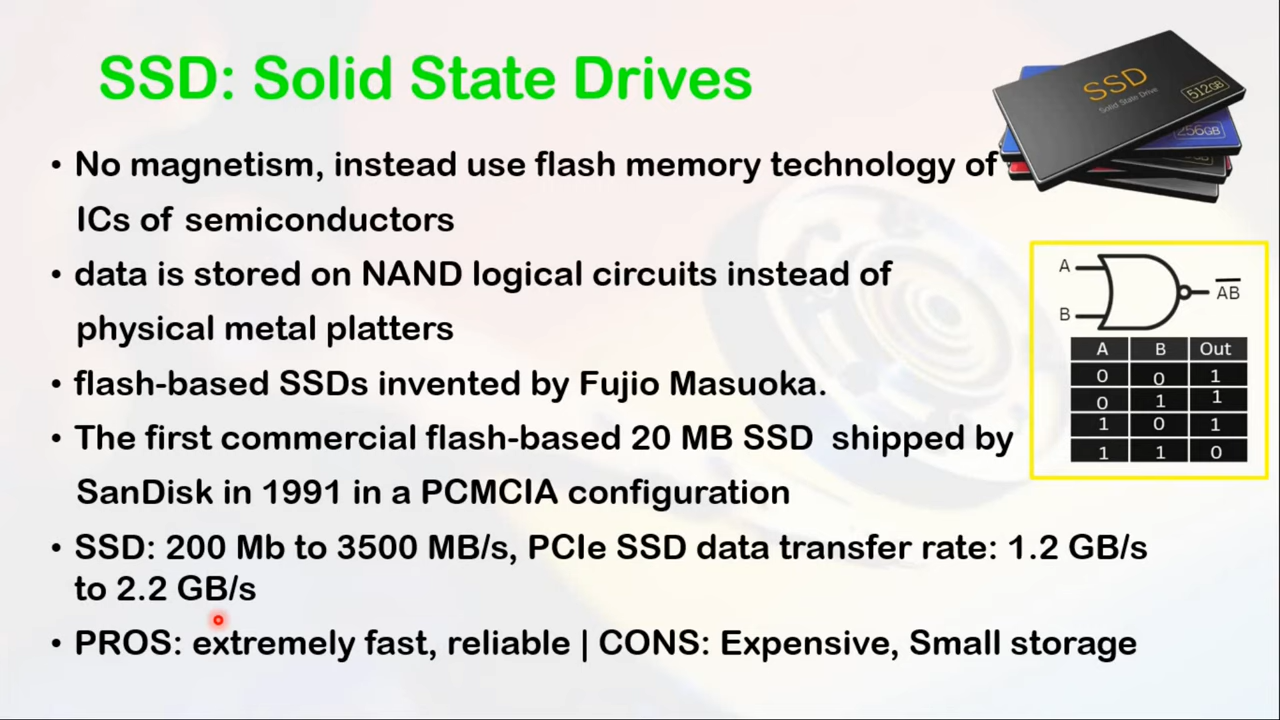 SSD: Solid State Drives
• No magnetism, instead use flash memory technology of
ICs of semiconductors
• data is stored on NAND logical circuits instead of
physical metal platters
• flash-based SSDs invented by Fujio Masuoka.
• The first commercial flash-based 20 MB SSD shipped by
SanDisk in 1991 in a PCMCIA configuration
• SSD: 200 Mb to 3500 MB/s, PCIe SSD data transfer rate: 1.2 GB/s
to 2.2 GB/s
• PROS: extremely fast, reliable | CONS: Expensive, Small storage
SSD
Solid State Drive
512GB
256GB
A
B
A̅B̅
A B Out
0 0 1
0 1 1
1 0 1
1 1 0